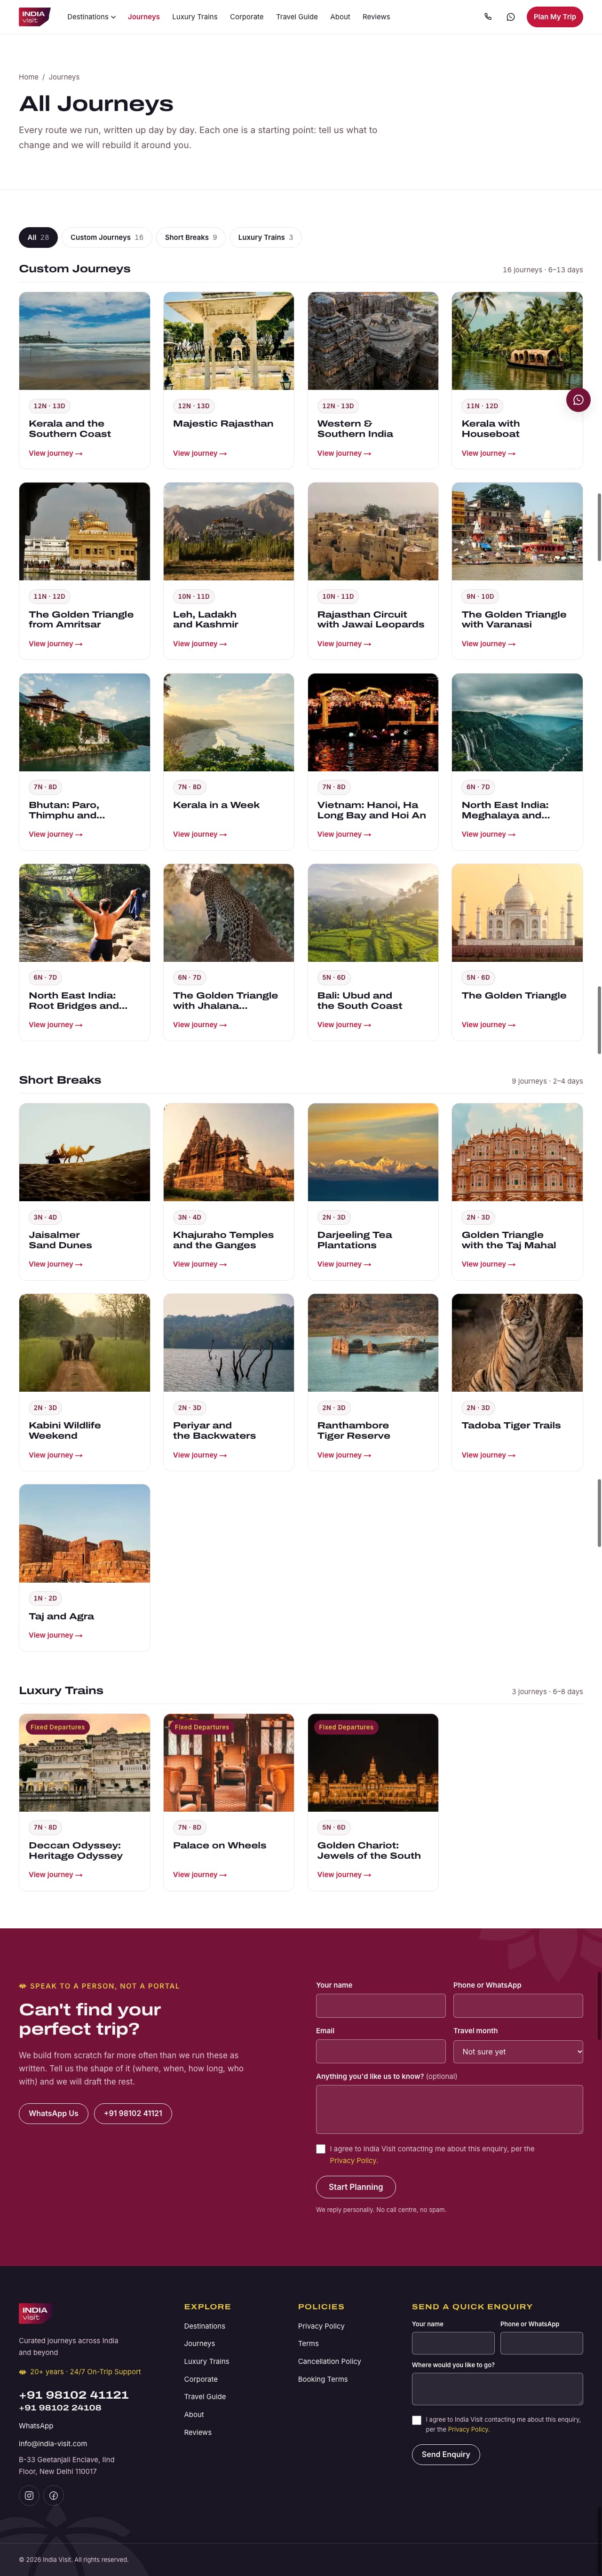 INDIA
visit
Destinations
Journeys
Luxury Trains
Corporate
Travel Guide
About
Reviews
Plan My Trip
Home / Journeys
All Journeys
Every route we run, written up day by day. Each one is a starting point: tell us what to
change and we will rebuild it around you.
All 28
Custom Journeys 16
Short Breaks 9
Luxury Trains 3
Custom Journeys
16 journeys · 6–13 days
12N · 13D
Kerala and the
Southern Coast
View journey →
12N · 13D
Majestic Rajasthan
View journey →
12N · 13D
Western &
Southern India
View journey →
11N · 12D
Kerala with
Houseboat
View journey →
11N · 12D
The Golden Triangle
from Amritsar
View journey →
10N · 11D
Leh, Ladakh
and Kashmir
View journey →
10N · 11D
Rajasthan Circuit
with Jawai Leopards
View journey →
9N · 10D
The Golden Triangle
with Varanasi
View journey →
7N · 8D
Bhutan: Paro,
Thimphu and...
View journey →
7N · 8D
Kerala in a Week
View journey →
7N · 8D
Vietnam: Hanoi, Ha
Long Bay and Hoi An
View journey →
6N · 7D
North East India:
Meghalaya and...
View journey →
6N · 7D
North East India:
Root Bridges and...
View journey →
6N · 7D
The Golden Triangle
with Jhalana...
View journey →
5N · 6D
Bali: Ubud and
the South Coast
View journey →
5N · 6D
The Golden Triangle
View journey →
Short Breaks
9 journeys · 2–4 days
3N · 4D
Jaisalmer
Sand Dunes
View journey →
3N · 4D
Khajuraho Temples
and the Ganges
View journey →
2N · 3D
Darjeeling Tea
Plantations
View journey →
2N · 3D
Golden Triangle
with the Taj Mahal
View journey →
2N · 3D
Kabini Wildlife
Weekend
View journey →
2N · 3D
Periyar and
the Backwaters
View journey →
2N · 3D
Ranthambore
Tiger Reserve
View journey →
2N · 3D
Tadoba Tiger Trails
View journey →
1N · 2D
Taj and Agra
View journey →
Luxury Trains
3 journeys · 6–8 days
Fixed Departures
7N · 8D
Deccan Odyssey:
Heritage Odyssey
View journey →
Fixed Departures
7N · 8D
Palace on Wheels
View journey →
Fixed Departures
5N · 6D
Golden Chariot:
Jewels of the South
View journey →
SPEAK TO A PERSON, NOT A PORTAL
Can't find your
perfect trip?
We build from scratch far more often than we run these as
written. Tell us the shape of it (where, when, how long, who
with) and we will draft the rest.
WhatsApp Us
+91 98102 41121
Your name
Phone or WhatsApp
Email
Travel month
Not sure yet
Anything you'd like us to know? (optional)
I agree to India Visit contacting me about this enquiry, per the
Privacy Policy.
Start Planning
We reply personally. No call centre, no spam.
INDIA
visit
Curated journeys across India
and beyond
20+ years · 24/7 On-Trip Support
+91 98102 41121
+91 98102 24108
WhatsApp
info@india-visit.com
B-33 Geetanjali Enclave, IInd
Floor, New Delhi 110017
EXPLORE
Destinations
Journeys
Luxury Trains
Corporate
Travel Guide
About
Reviews
POLICIES
Privacy Policy
Terms
Cancellation Policy
Booking Terms
SEND A QUICK ENQUIRY
Your name
Phone or WhatsApp
Where would you like to go?
I agree to India Visit contacting me about this enquiry,
per the Privacy Policy.
Send Enquiry
© 2026 India Visit. All rights reserved.